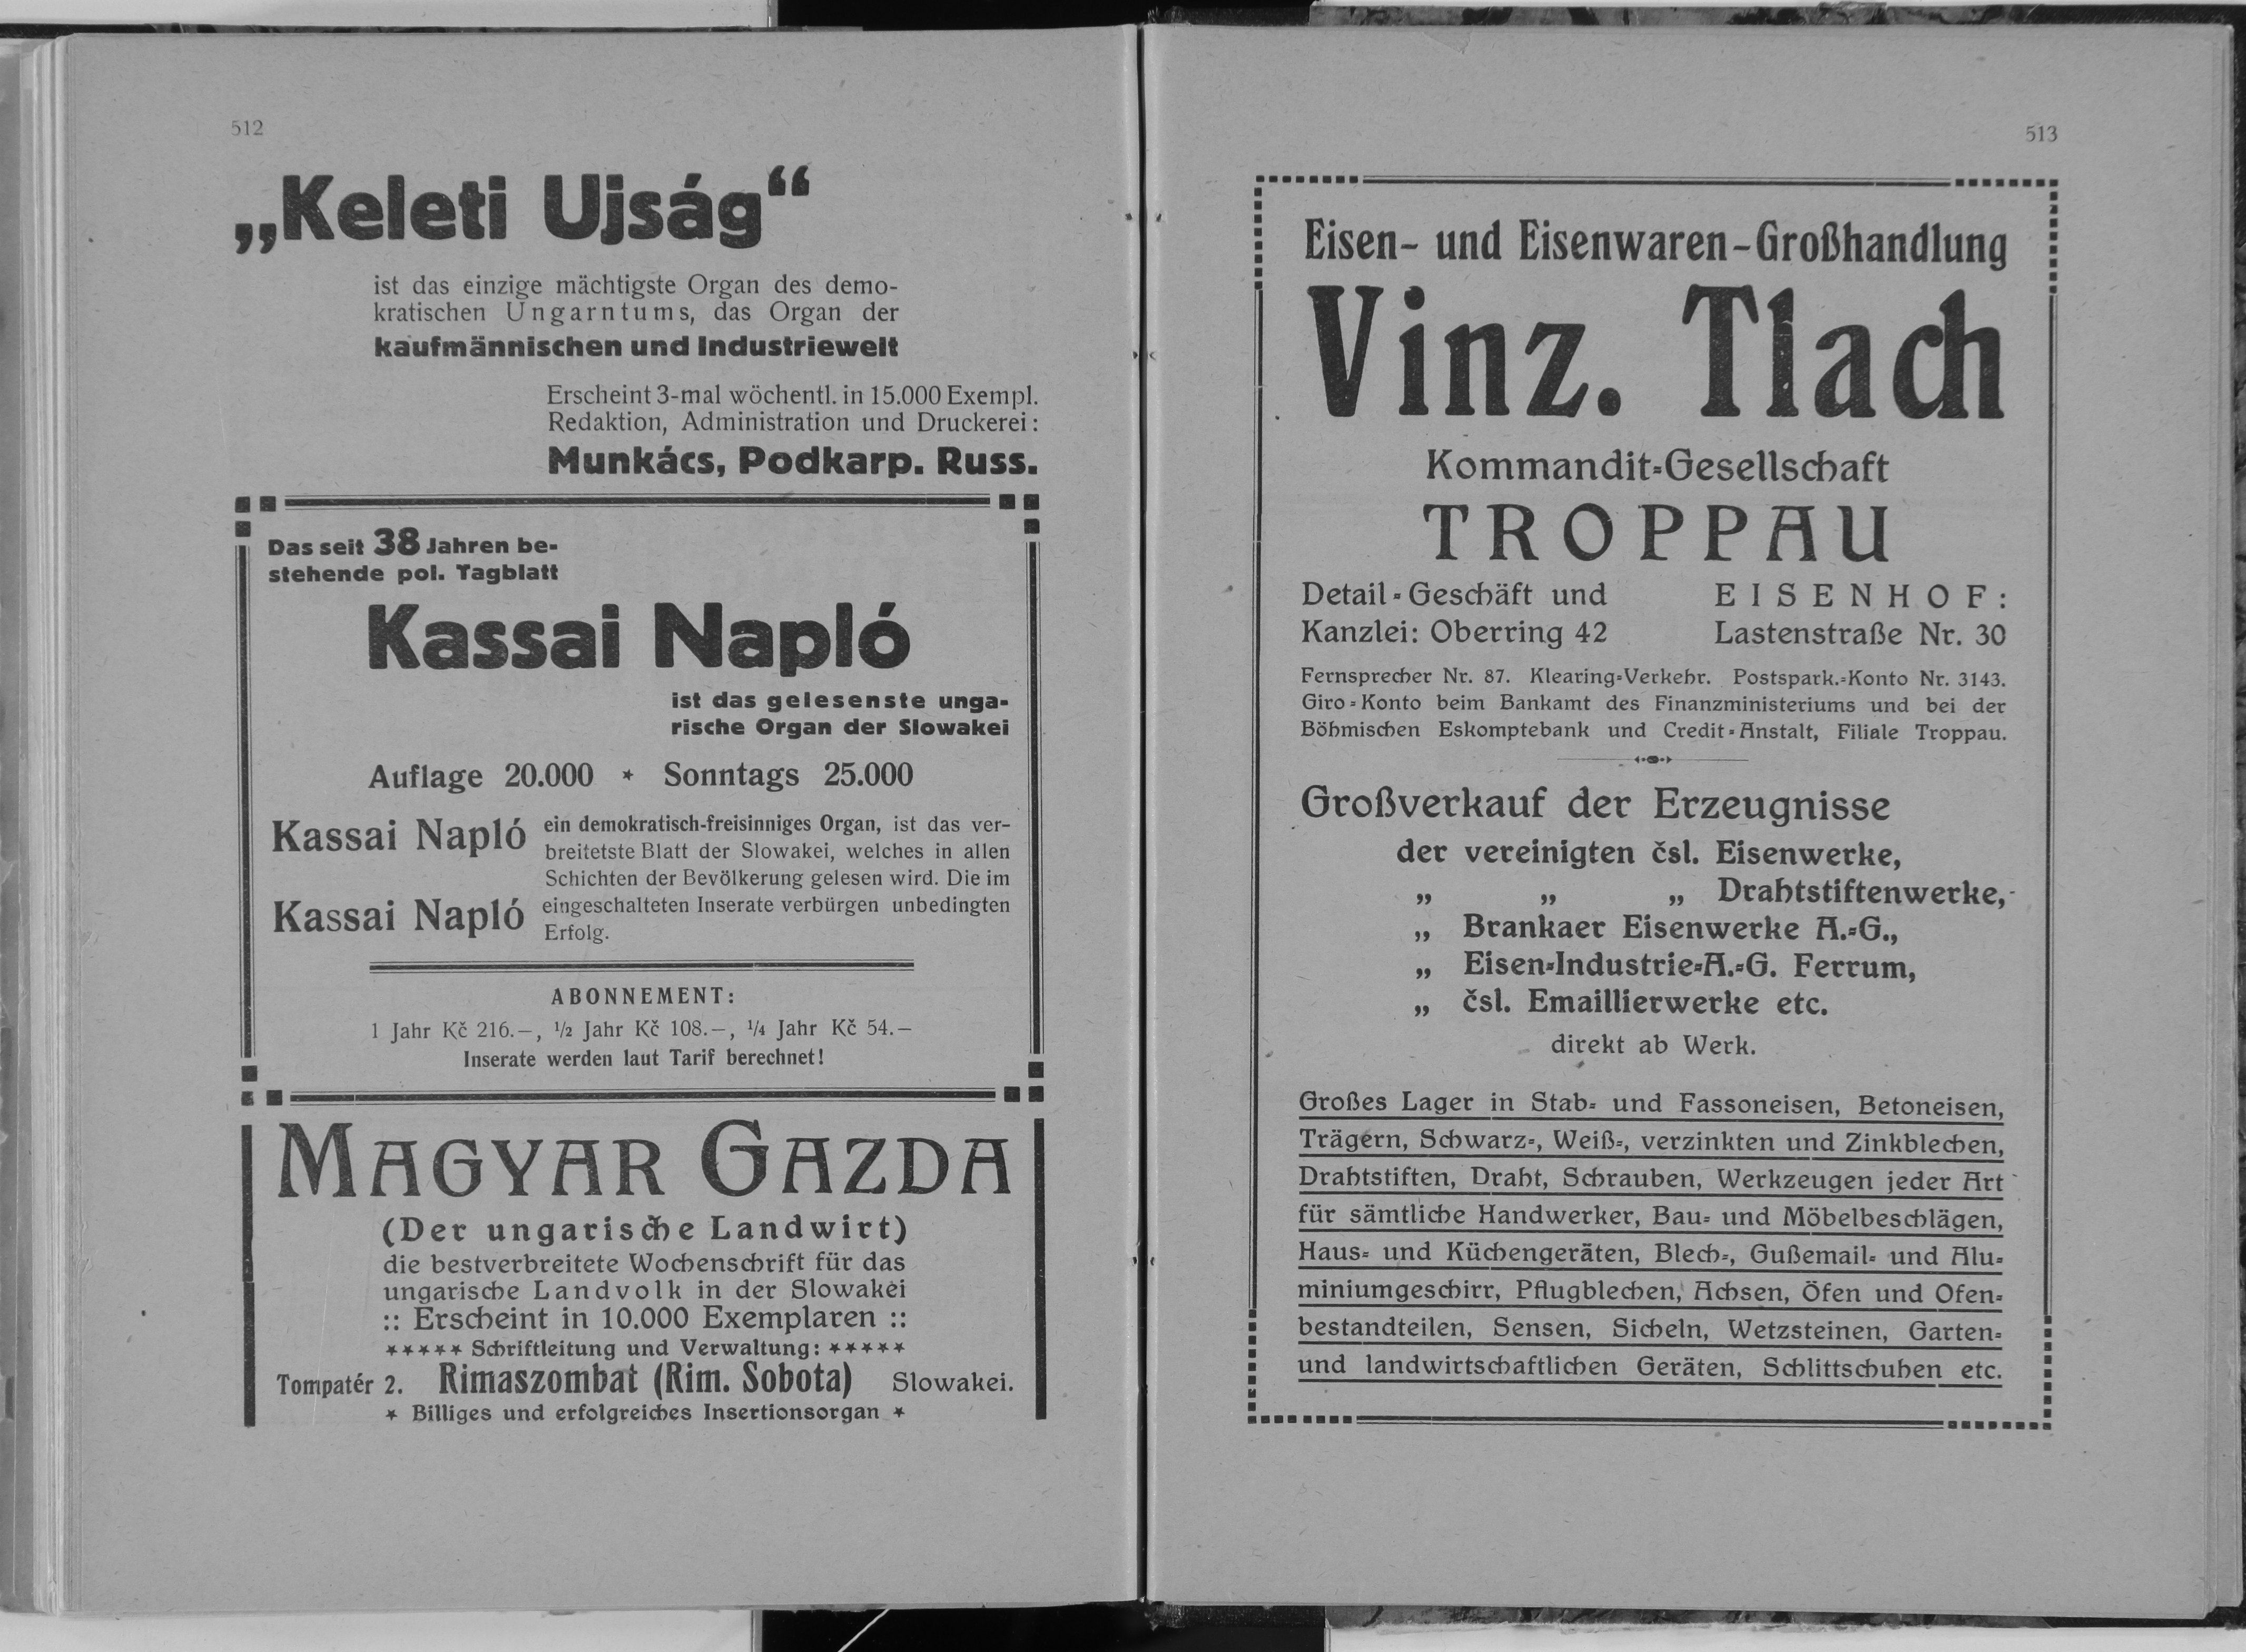 512
„Keleti Ujság“
ist das einzige mächtigste Organ des demo-
kratischen Ungarntums, das Organ der
kaufmännischen und Industriewelt
Erscheint 3-mal wöchentl. in 15.000 Exempl.
Redaktion, Administration und Druckerei:
Munkács, Podkarp. Russ.
Das seit 38 Jahren be-
stehende pol. Tagblatt
Kassai Napló
ist das gelesenste unga-
rische Organ der Slowakei
Auflage 20.000 * Sonntags 25.000
Kassai Napló ein demokratisch-freisinniges Organ, ist das ver-
breitetste Blatt der Slowakei, welches in allen
Schichten der Bevölkerung gelesen wird. Die im
Kassai Napló eingeschalteten Inserate verbürgen unbedingten
Erfolg.
ABONNEMENT:
1 Jahr Kč 216.–, 1/2 Jahr Kč 108.–, 1/4 Jahr Kč 54.–
Inserate werden laut Tarif berechnet!
MAGYAR GAZDA
(Der ungarische Landwirt)
die bestverbreitete Wochenschrift für das
ungarische Landvolk in der Slowakei
:: Erscheint in 10.000 Exemplaren ::
***** Schriftleitung und Verwaltung: *****
Tompatér 2. Rimaszombat (Rim. Sobota) Slowakei.
* Billiges und erfolgreiches Insertionsorgan *
513
Eisen- und Eisenwaren-Großhandlung
Vinz. Tlach
Kommandit-Gesellschaft
TROPPAU
Detail-Geschäft und EISENHOF:
Kanzlei: Oberring 42 Lastenstraße Nr. 30
Fernsprecher Nr. 87. Klearing-Verkehr. Postspark.-Konto Nr. 3143.
Giro-Konto beim Bankamt des Finanzministeriums und bei der
Böhmischen Eskomptebank und Credit-Anstalt, Filiale Troppau.
Großverkauf der Erzeugnisse
der vereinigten čsl. Eisenwerke,
„ „ „ Drahtstiftenwerke,
„ Brankaer Eisenwerke A.-G.,
„ Eisen-Industrie-A.-G. Ferrum,
„ čsl. Emaillierwerke etc.
direkt ab Werk.
Großes Lager in Stab- und Fassoneisen, Betoneisen,
Trägern, Schwarz-, Weiß-, verzinkten und Zinkblechen,
Drahtstiften, Draht, Schrauben, Werkzeugen jeder Art
für sämtliche Handwerker, Bau- und Möbelbeschlägen,
Haus- und Küchengeräten, Blech-, Gußemail- und Alu-
miniumgeschirr, Pflugblechen, Achsen, Öfen und Ofen-
bestandteilen, Sensen, Sicheln, Wetzsteinen, Garten-
und landwirtschaftlichen Geräten, Schlittschuhen etc.